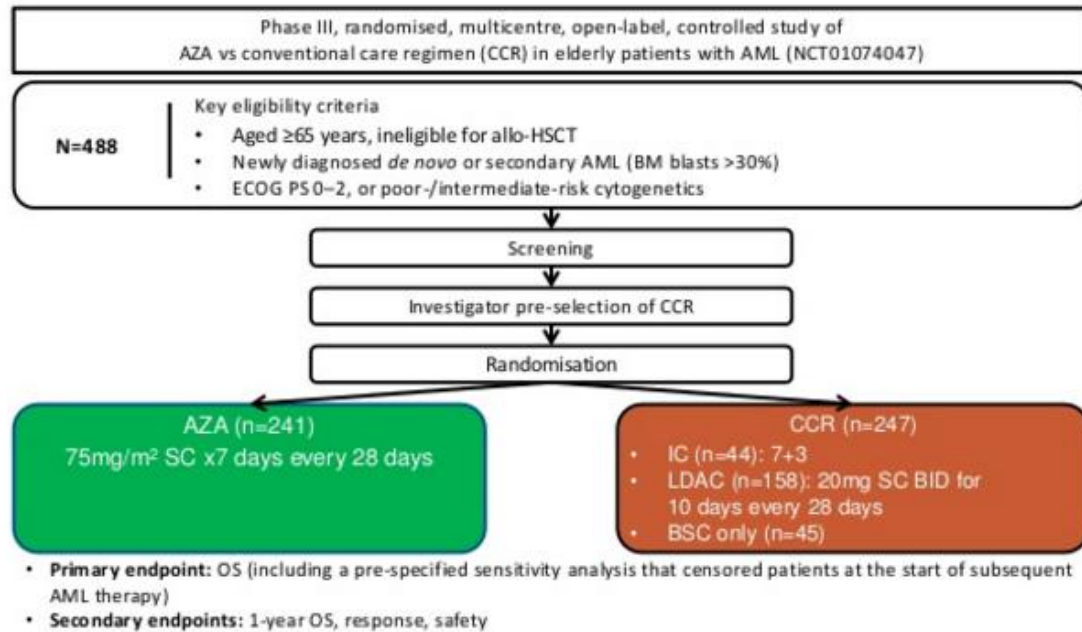 Phase III, randomised, multicentre, open-label, controlled study of
AZA vs conventional care regimen (CCR) in elderly patients with AML (NCT01074047)
N=488
Key eligibility criteria
• Aged ≥65 years, ineligible for allo-HSCT
• Newly diagnosed de novo or secondary AML (BM blasts >30%)
• ECOG PS 0–2, or poor-/intermediate-risk cytogenetics
Screening
Investigator pre-selection of CCR
Randomisation
AZA (n=241)
75mg/m² SC x7 days every 28 days
CCR (n=247)
• IC (n=44): 7+3
• LDAC (n=158): 20mg SC BID for
10 days every 28 days
• BSC only (n=45)
• Primary endpoint: OS (including a pre-specified sensitivity analysis that censored patients at the start of subsequent
AML therapy)
• Secondary endpoints: 1-year OS, response, safety